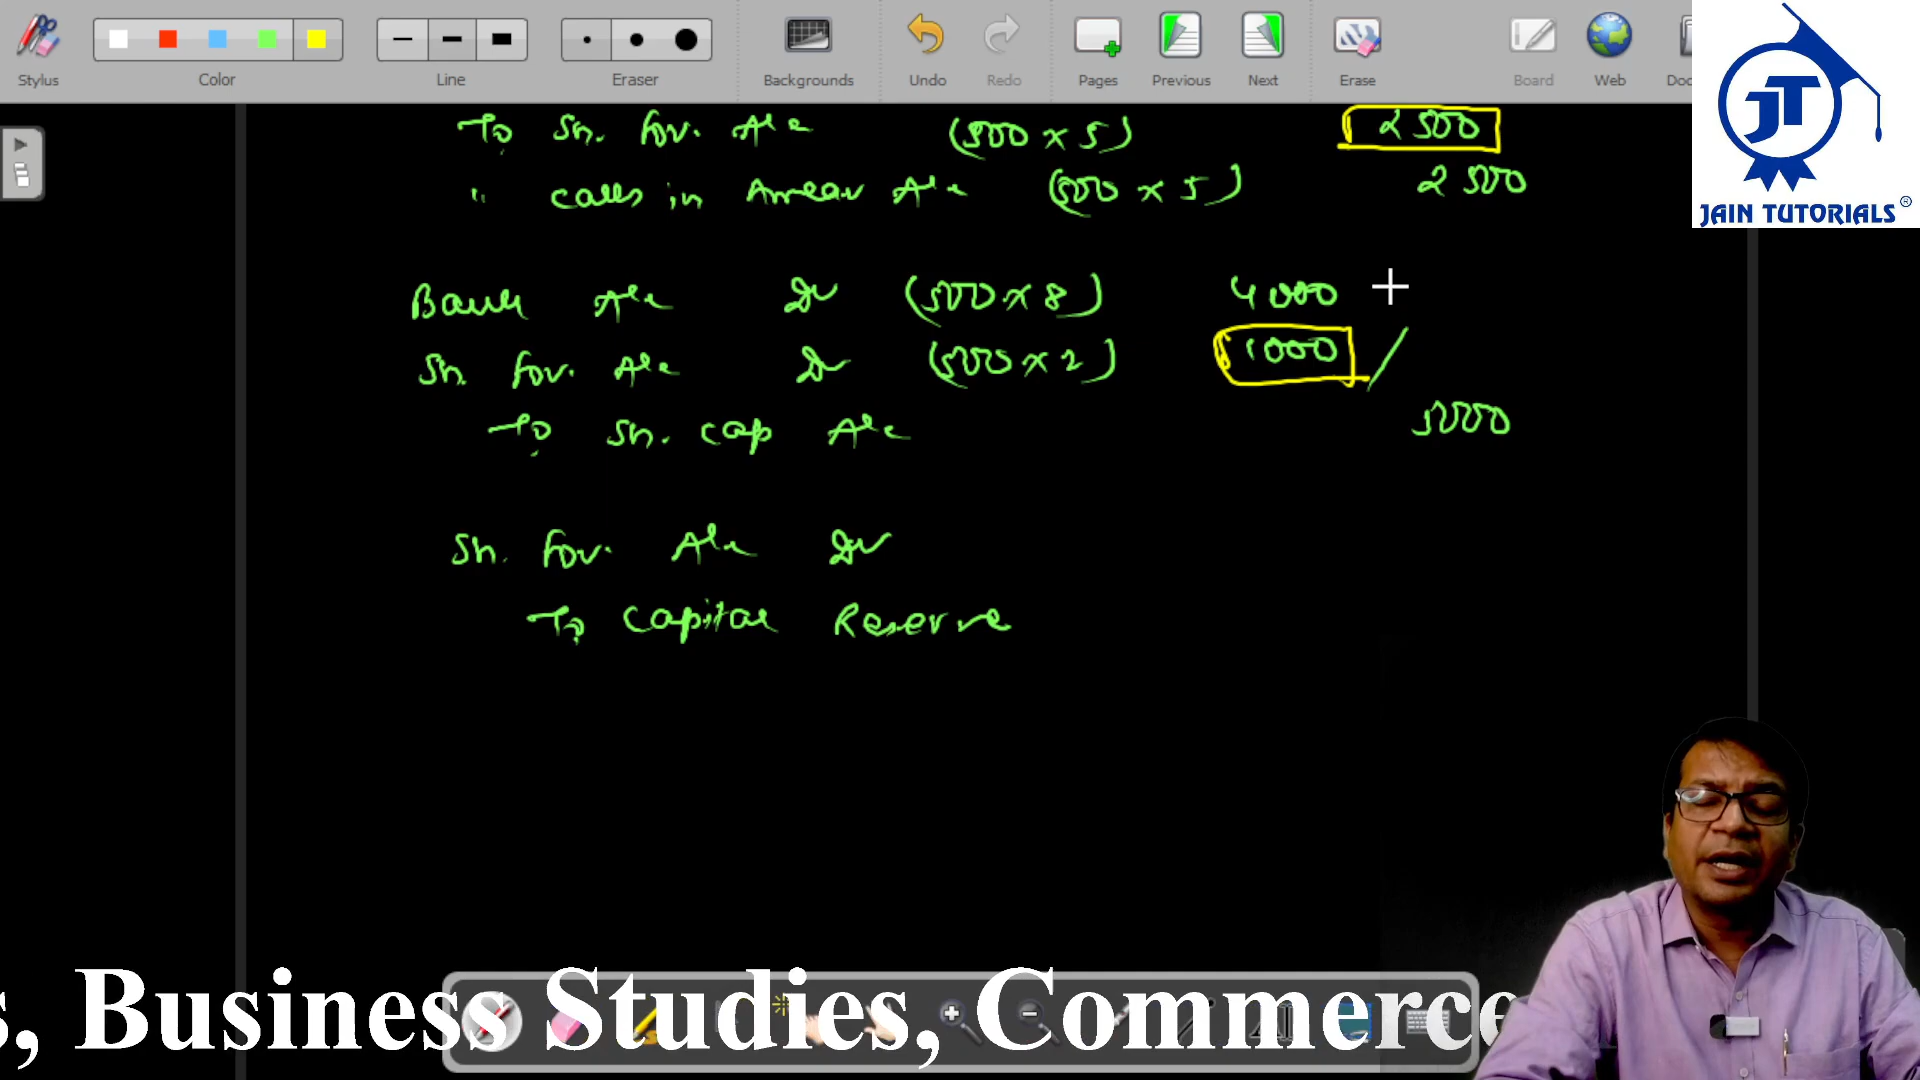 Stylus
Color
Line
Eraser
Backgrounds
Undo
Redo
Pages
Previous
Next
Erase
Board
Web
Doc
JT
JAIN TUTORIALS®
To Sh. For. A/c (500 x 5) 2500
" Calls in Arrear A/c (500 x 5) 2500
Bank A/c Dr (500 x 8) 4000
Sh. For. A/c Dr (500 x 2) 1000 /
To Sh. Cap A/c 5000
Sh. For. A/c Dr
To Capital Reserve
s, Business Studies, Commerce